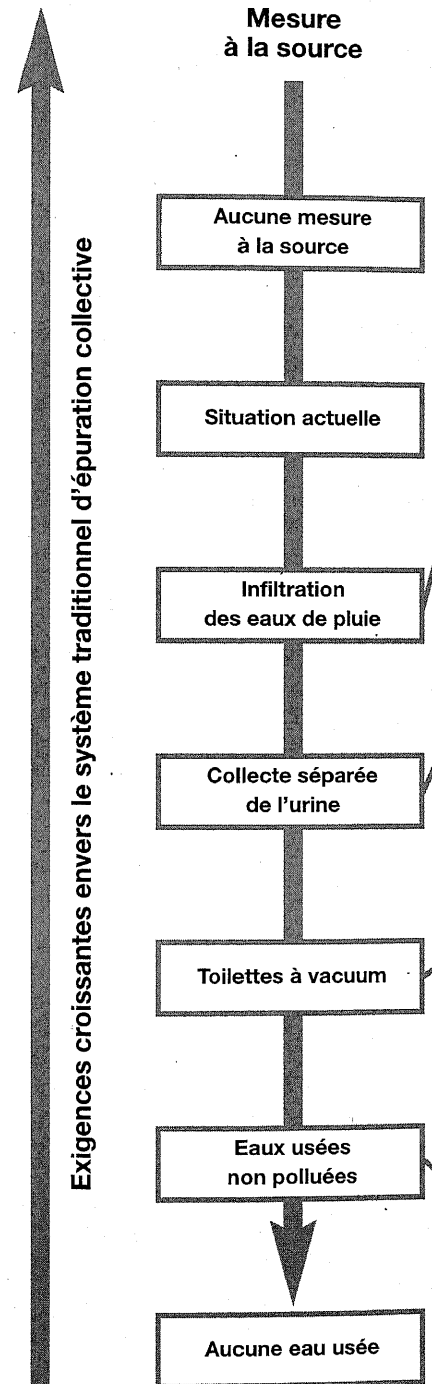 Mesure
à la source
Exigences croissantes envers le système traditionnel d'épuration collective
Aucune mesure
à la source
Situation actuelle
Infiltration
des eaux de pluie
Collecte séparée
de l'urine
Toilettes à vacuum
Eaux usées
non polluées
Aucune eau usée